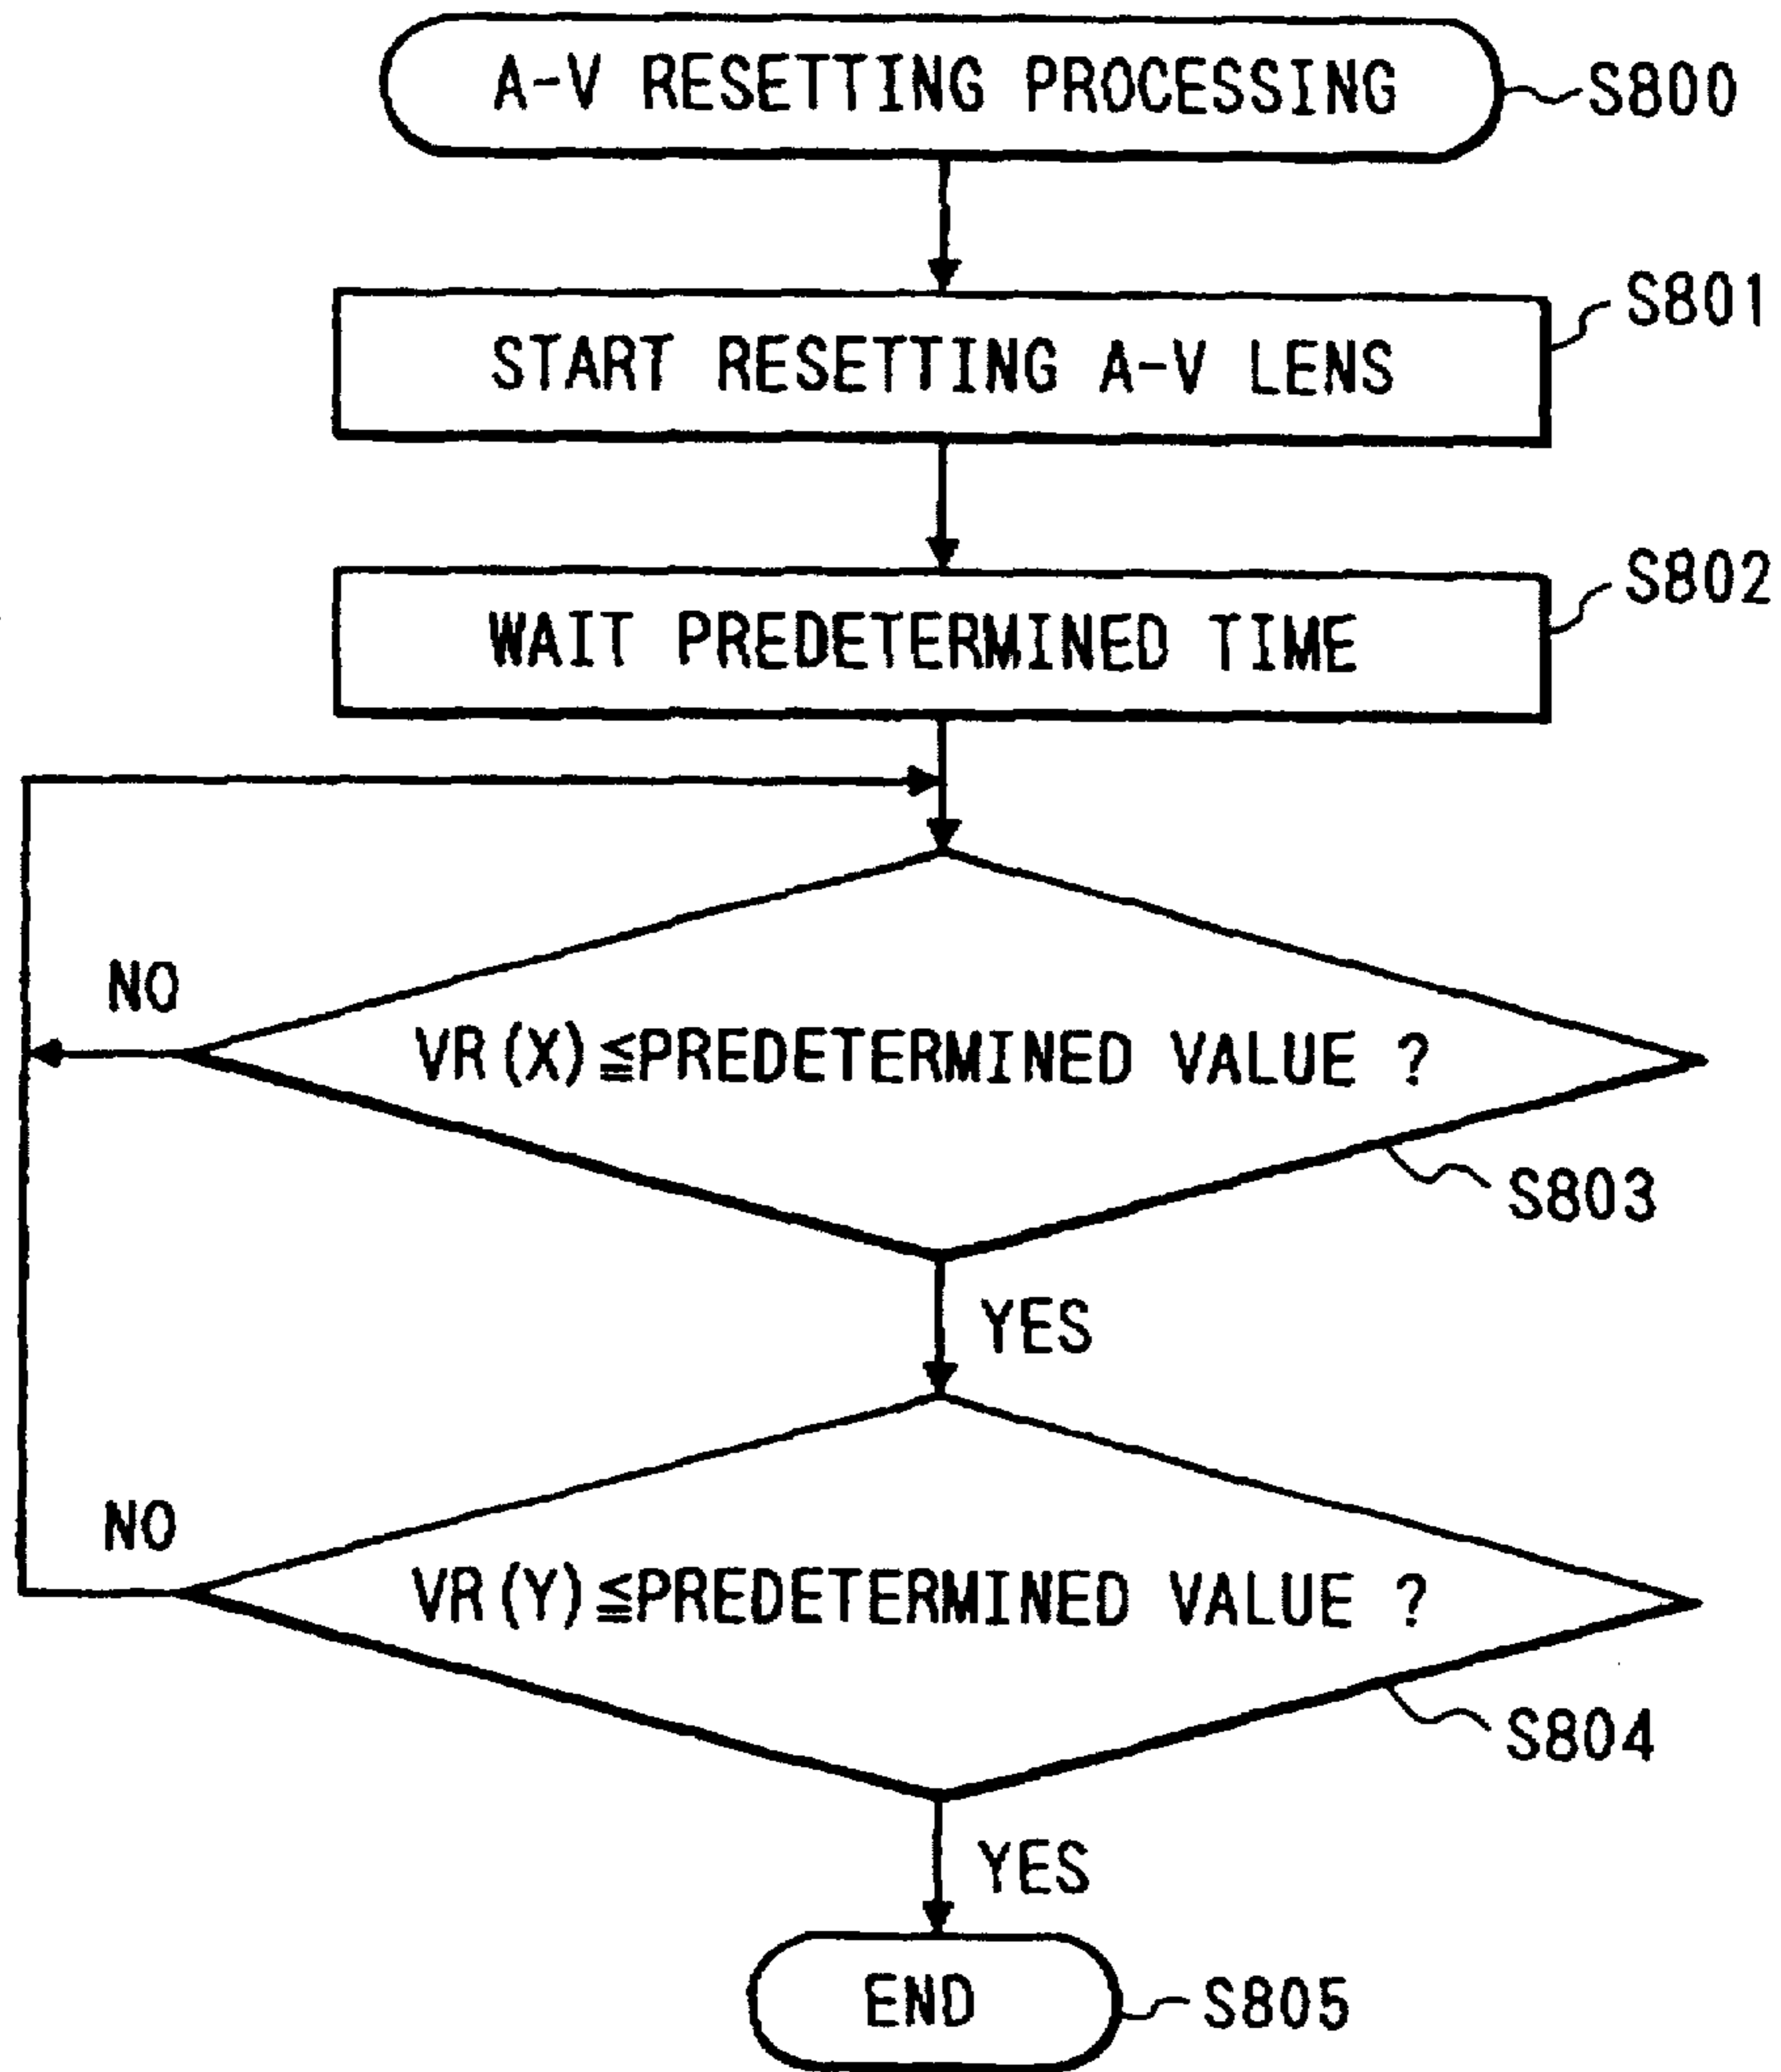 A-V RESETTING PROCESSING
S800
START RESETTING A-V LENS
S801
WAIT PREDETERMINED TIME
S802
NO
VR(X)≦PREDETERMINED VALUE ?
S803
YES
NO
VR(Y)≦PREDETERMINED VALUE ?
S804
YES
END
S805